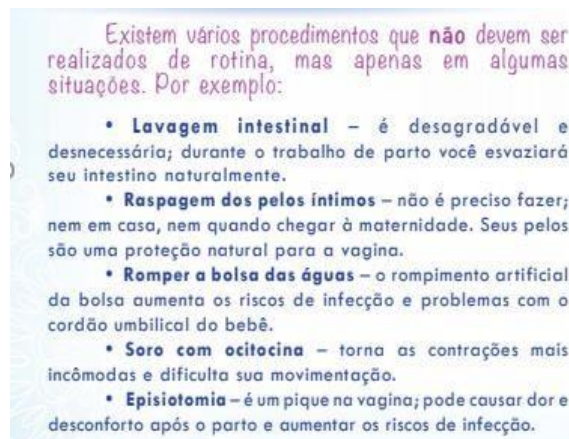 Existem vários procedimentos que não devem ser
realizados de rotina, mas apenas em algumas
situações. Por exemplo:
• Lavagem intestinal – é desagradável e
desnecessária; durante o trabalho de parto você esvaziará
seu intestino naturalmente.
• Raspagem dos pelos íntimos – não é preciso fazer;
nem em casa, nem quando chegar à maternidade. Seus pelos
são uma proteção natural para a vagina.
• Romper a bolsa das águas – o rompimento artificial
da bolsa aumenta os riscos de infecção e problemas com o
cordão umbilical do bebê.
• Soro com ocitocina – torna as contrações mais
incômodas e dificulta sua movimentação.
• Episiotomia – é um pique na vagina; pode causar dor e
desconforto após o parto e aumentar os riscos de infecção.